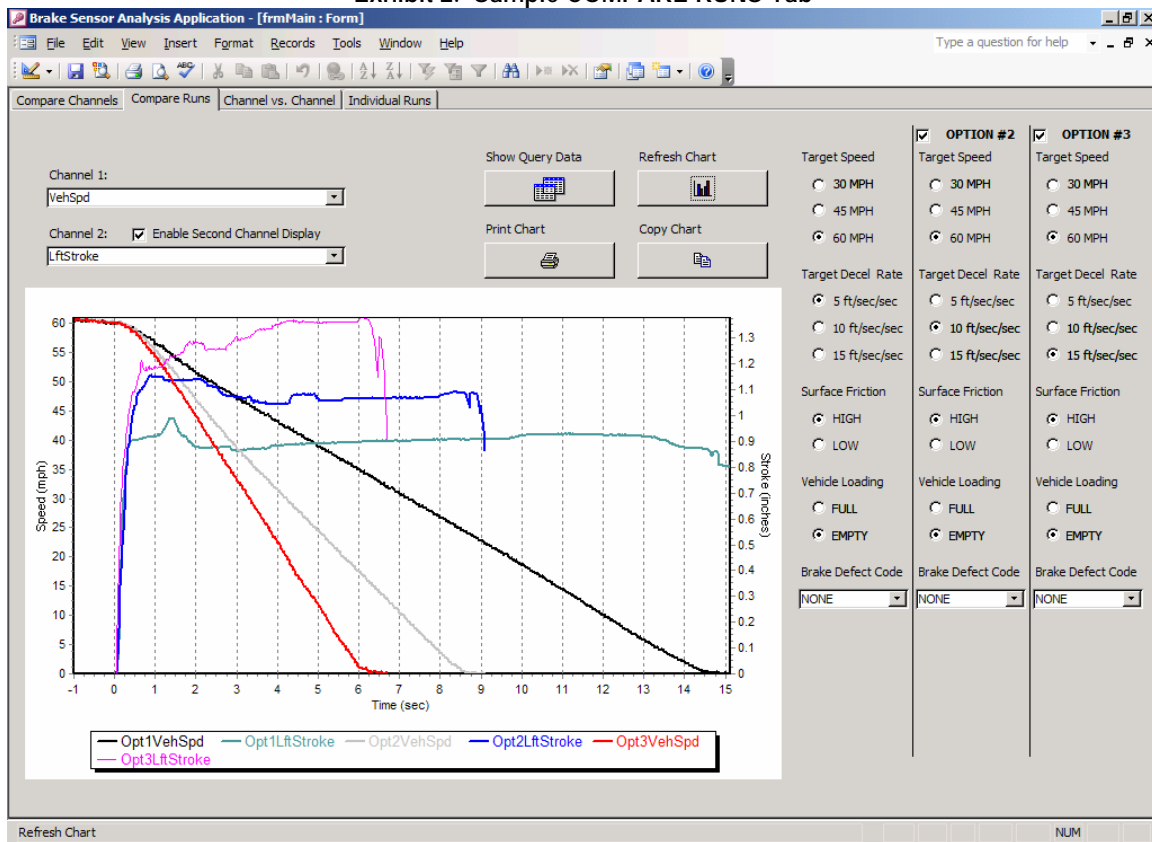 Exhibit 2. Sample COMPARE RUNS Tab
Brake Sensor Analysis Application - [frmMain : Form]
File Edit View Insert Format Records Tools Window Help
Type a question for help
Compare Channels Compare Runs Channel vs. Channel Individual Runs
Channel 1:
VehSpd
Channel 2: Enable Second Channel Display
LftStroke
Show Query Data Refresh Chart
Print Chart Copy Chart
OPTION #2 OPTION #3
Target Speed Target Speed Target Speed
30 MPH 30 MPH 30 MPH
45 MPH 45 MPH 45 MPH
60 MPH 60 MPH 60 MPH
Target Decel Rate Target Decel Rate Target Decel Rate
5 ft/sec/sec 5 ft/sec/sec 5 ft/sec/sec
10 ft/sec/sec 10 ft/sec/sec 10 ft/sec/sec
15 ft/sec/sec 15 ft/sec/sec 15 ft/sec/sec
Surface Friction Surface Friction Surface Friction
HIGH HIGH HIGH
LOW LOW LOW
Vehicle Loading Vehicle Loading Vehicle Loading
FULL FULL FULL
EMPTY EMPTY EMPTY
Brake Defect Code Brake Defect Code Brake Defect Code
NONE NONE NONE
Speed (mph)
60
55
50
45
40
35
30
25
20
15
10
5
0
Stroke (inches)
1.3
1.2
1.1
1
0.9
0.8
0.7
0.6
0.5
0.4
0.3
0.2
0.1
0
-1 0 1 2 3 4 5 6 7 8 9 10 11 12 13 14 15
Time (sec)
Opt1VehSpd Opt1LftStroke Opt2VehSpd Opt2LftStroke Opt3VehSpd
Opt3LftStroke
Refresh Chart
NUM